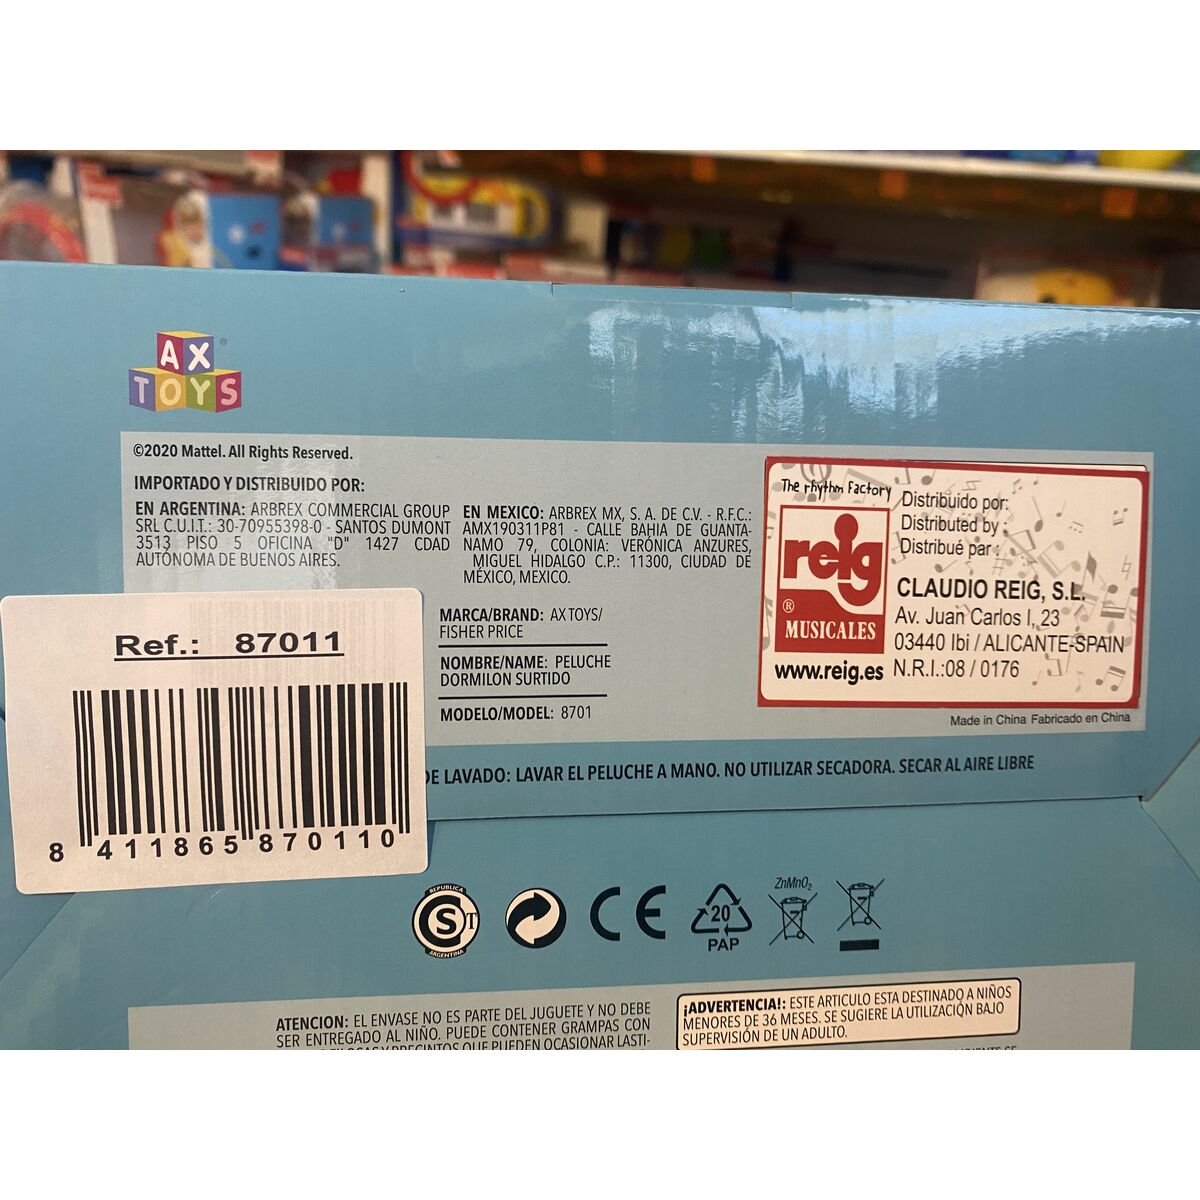 AX
TOYS
©2020 Mattel. All Rights Reserved.
IMPORTADO Y DISTRIBUIDO POR:
EN ARGENTINA: ARBREX COMMERCIAL GROUP
SRL C.U.I.T.: 30-70955398-0 - SANTOS DUMONT
3513 PISO 5 OFICINA "D" 1427 CDAD
AUTÓNOMA DE BUENOS AIRES.
EN MEXICO: ARBREX MX, S. A. DE C.V. - R.F.C.:
AMX190311P81 - CALLE BAHIA DE GUANTA-
NAMO 79, COLONIA: VERÓNICA ANZURES,
MIGUEL HIDALGO C.P.: 11300, CIUDAD DE
MÉXICO, MEXICO.
MARCA/BRAND: AX TOYS/
FISHER PRICE
NOMBRE/NAME: PELUCHE
DORMILON SURTIDO
MODELO/MODEL: 8701
The rhythm Factory
reig
®
MUSICALES
www.reig.es
Distribuido por:
Distributed by :
Distribué par :
CLAUDIO REIG, S.L.
Av. Juan Carlos I, 23
03440 Ibi / ALICANTE-SPAIN
N.R.I.:08 / 0176
Made in China Fabricado en China
Ref.: 87011
8 411865 870110
DE LAVADO: LAVAR EL PELUCHE A MANO. NO UTILIZAR SECADORA. SECAR AL AIRE LIBRE
REPUBLICA
S T
ARGENTINA
CE
20
PAP
ZnMnO2
ATENCION: EL ENVASE NO ES PARTE DEL JUGUETE Y NO DEBE
SER ENTREGADO AL NIÑO. PUEDE CONTENER GRAMPAS CON
Y PRECINTOS QUE PUEDEN OCASIONAR LASTI-
¡ADVERTENCIA!: ESTE ARTICULO ESTA DESTINADO A NIÑOS
MENORES DE 36 MESES. SE SUGIERE LA UTILIZACIÓN BAJO
SUPERVISIÓN DE UN ADULTO.